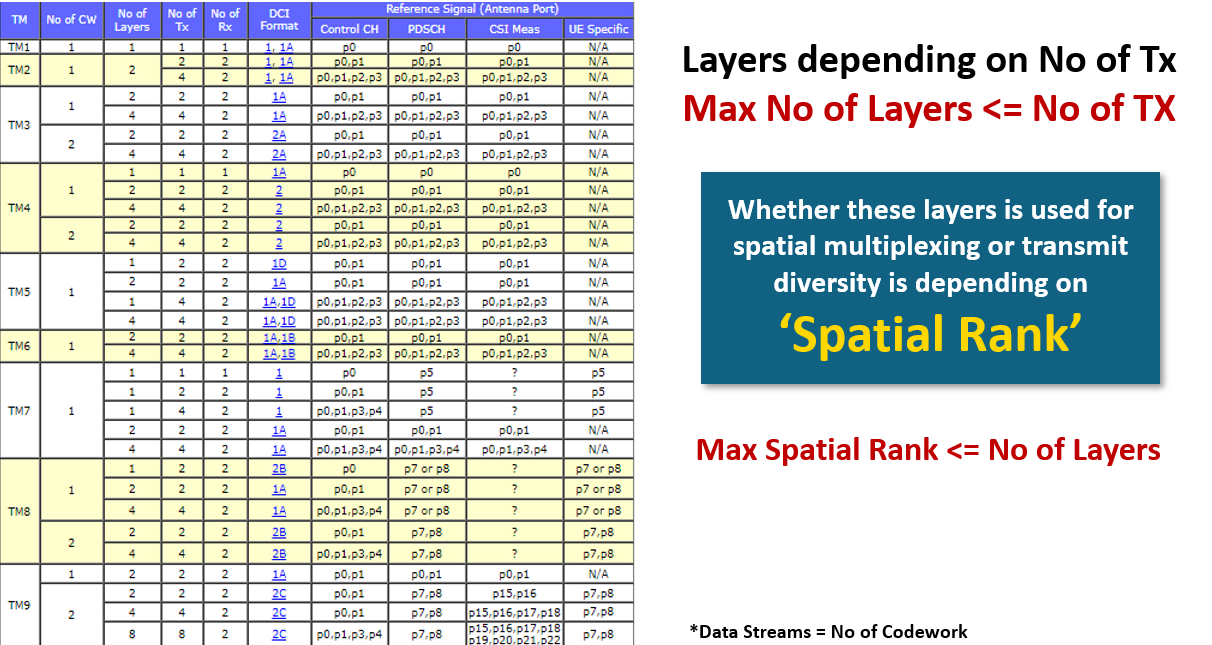 TM No of CW No of Layers No of Tx No of Rx DCI Format Reference Signal (Antenna Port)
Control CH PDSCH CSI Meas UE Specific
TM1 1 1 1 1 1, 1A p0 p0 p0 N/A
TM2 1 2 2 2 1, 1A p0,p1 p0,p1 p0,p1 N/A
4 2 1, 1A p0,p1,p2,p3 p0,p1,p2,p3 p0,p1,p2,p3 N/A
TM3 1 2 2 2 1A p0,p1 p0,p1 p0,p1 N/A
4 4 2 1A p0,p1,p2,p3 p0,p1,p2,p3 p0,p1,p2,p3 N/A
2 2 2 2 2A p0,p1 p0,p1 p0,p1 N/A
4 4 2 2A p0,p1,p2,p3 p0,p1,p2,p3 p0,p1,p2,p3 N/A
TM4 1 1 1 1 1A p0 p0 p0 N/A
2 2 2 2 p0,p1 p0,p1 p0,p1 N/A
4 4 2 2 p0,p1,p2,p3 p0,p1,p2,p3 p0,p1,p2,p3 N/A
2 2 2 2 2 p0,p1 p0,p1 p0,p1 N/A
4 4 2 2 p0,p1,p2,p3 p0,p1,p2,p3 p0,p1,p2,p3 N/A
TM5 1 1 2 2 1D p0,p1 p0,p1 p0,p1 N/A
2 2 2 1A p0,p1 p0,p1 p0,p1 N/A
1 4 2 1A,1D p0,p1,p2,p3 p0,p1,p2,p3 p0,p1,p2,p3 N/A
4 4 2 1A,1D p0,p1,p2,p3 p0,p1,p2,p3 p0,p1,p2,p3 N/A
TM6 1 2 2 2 1A,1B p0,p1 p0,p1 p0,p1 N/A
4 4 2 1A,1B p0,p1,p2,p3 p0,p1,p2,p3 p0,p1,p2,p3 N/A
TM7 1 1 1 1 1 p0 p5 ? p5
1 2 2 1 p0,p1 p5 ? p5
1 4 2 1 p0,p1,p3,p4 p5 ? p5
2 2 2 1A p0,p1 p0,p1 p0,p1 N/A
4 4 2 1A p0,p1,p3,p4 p0,p1,p3,p4 p0,p1,p3,p4 N/A
TM8 1 1 2 2 2B p0 p7 or p8 ? p7 or p8
2 2 2 1A p0,p1 p7 or p8 ? p7 or p8
4 4 2 1A p0,p1,p3,p4 p7 or p8 ? p7 or p8
2 2 2 2 2B p0,p1 p7,p8 ? p7,p8
4 4 2 2B p0,p1,p3,p4 p7,p8 ? p7,p8
TM9 1 2 2 2 1A p0,p1 p0,p1 p0,p1 N/A
2 2 2 2 2C p0,p1 p7,p8 p15,p16 p7,p8
4 4 2 2C p0,p1 p7,p8 p15,p16,p17,p18 p7,p8
8 8 2 2C p0,p1,p3,p4 p7,p8 p15,p16,p17,p18 p19,p20,p21,p22 p7,p8
Layers depending on No of Tx
Max No of Layers <= No of TX
Whether these layers is used for
spatial multiplexing or transmit
diversity is depending on
‘Spatial Rank’
Max Spatial Rank <= No of Layers
*Data Streams = No of Codework